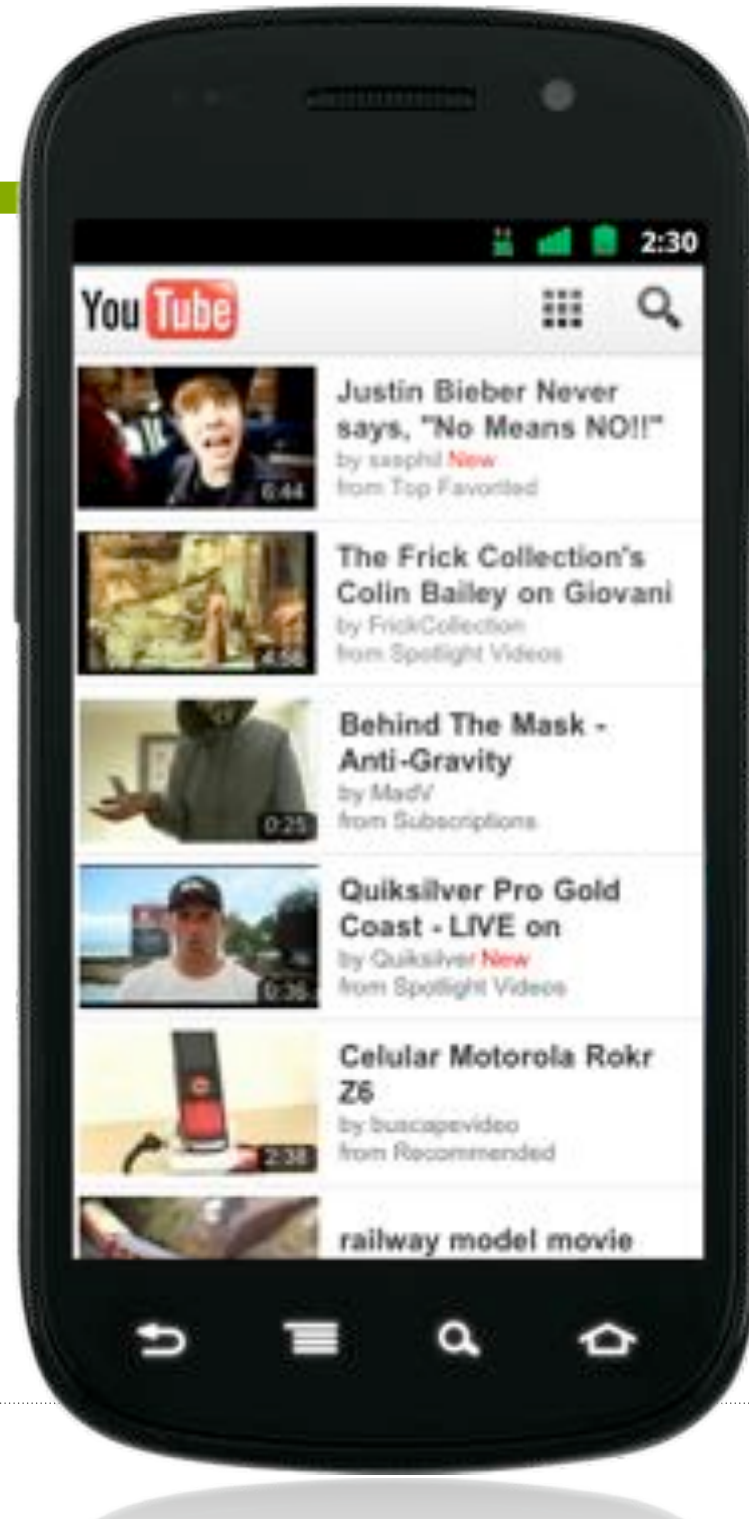 2:30
YouTube
Justin Bieber Never
says, "No Means NO!!"
by sesphil New
from Top Favorited
6:44
The Frick Collection's
Colin Bailey on Giovani
by FrickCollection
from Spotlight Videos
4:56
Behind The Mask -
Anti-Gravity
by MadV
from Subscriptions
0:25
Quiksilver Pro Gold
Coast - LIVE on
by Quiksilver New
from Spotlight Videos
0:36
Celular Motorola Rokr
Z6
by buscapevideo
from Recommended
2:38
railway model movie